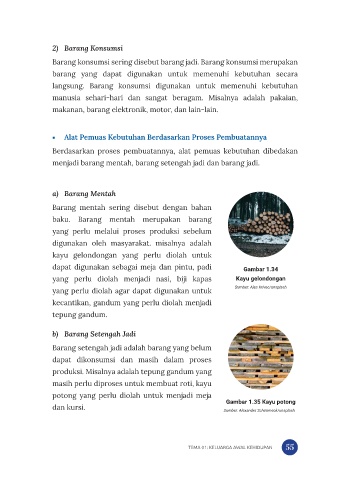 2) Barang Konsumsi
Barang konsumsi sering disebut barang jadi. Barang konsumsi merupakan
barang yang dapat digunakan untuk memenuhi kebutuhan secara
langsung. Barang konsumsi digunakan untuk memenuhi kebutuhan
manusia sehari-hari dan sangat beragam. Misalnya adalah pakaian,
makanan, barang elektronik, motor, dan lain-lain.
• Alat Pemuas Kebutuhan Berdasarkan Proses Pembuatannya
Berdasarkan proses pembuatannya, alat pemuas kebutuhan dibedakan
menjadi barang mentah, barang setengah jadi dan barang jadi.
a) Barang Mentah
Barang mentah sering disebut dengan bahan
baku. Barang mentah merupakan barang
yang perlu melalui proses produksi sebelum
digunakan oleh masyarakat. misalnya adalah
kayu gelondongan yang perlu diolah untuk
dapat digunakan sebagai meja dan pintu, padi
yang perlu diolah menjadi nasi, biji kapas
yang perlu diolah agar dapat digunakan untuk
kecantikan, gandum yang perlu diolah menjadi
tepung gandum.
Gambar 1.34
Kayu gelondongan
b) Barang Setengah Jadi
Barang setengah jadi adalah barang yang belum
dapat dikonsumsi dan masih dalam proses
produksi. Misalnya adalah tepung gandum yang
masih perlu diproses untuk membuat roti, kayu
potong yang perlu diolah untuk menjadi meja
dan kursi.
Gambar 1.35 Kayu potong
TEMA 01: KELUARGA AWAL KEHIDUPAN 55